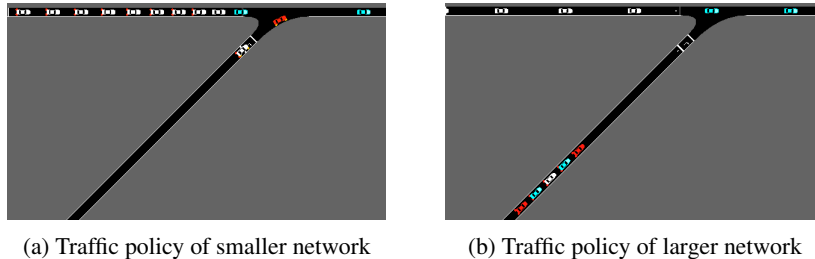 (a) Traffic policy of smaller network
(b) Traffic policy of larger network